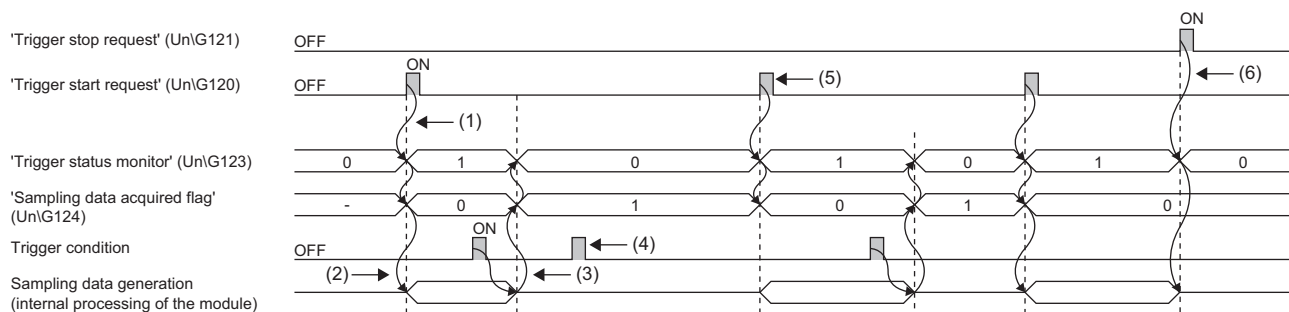 ON
'Trigger stop request' (Un\G121) OFF
ON
(5)
(6)
'Trigger start request' (Un\G120) OFF
(1)
'Trigger status monitor' (Un\G123) 0 1 0 1 0 1 0
'Sampling data acquired flag' (Un\G124) - 0 1 0 1 0
ON
Trigger condition OFF (4)
(2) (3)
Sampling data generation
(internal processing of the module)